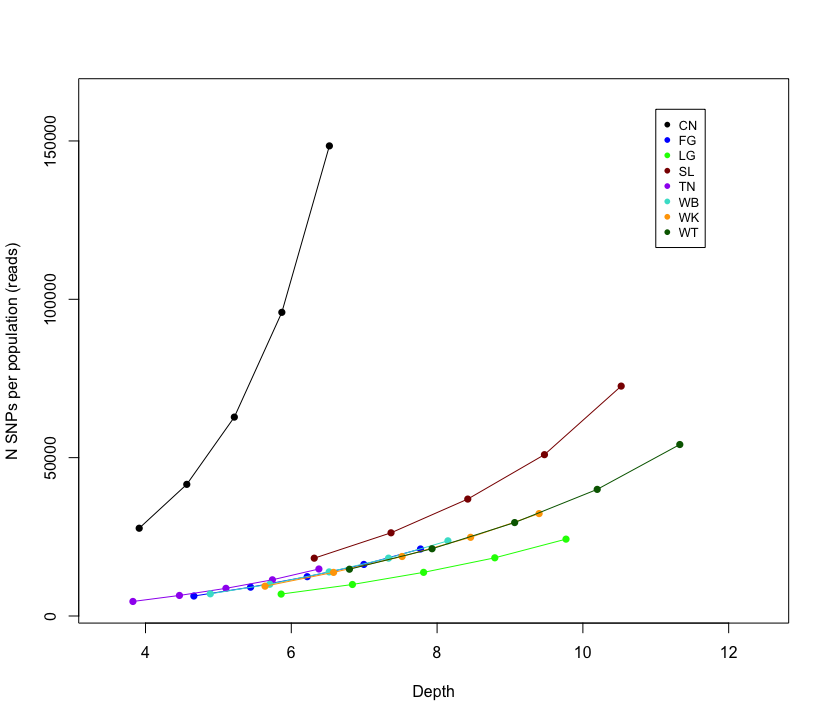 N SNPs per population (reads)
150000
100000
50000
0
CN
FG
LG
SL
TN
WB
WK
WT
4 6 8 10 12
Depth